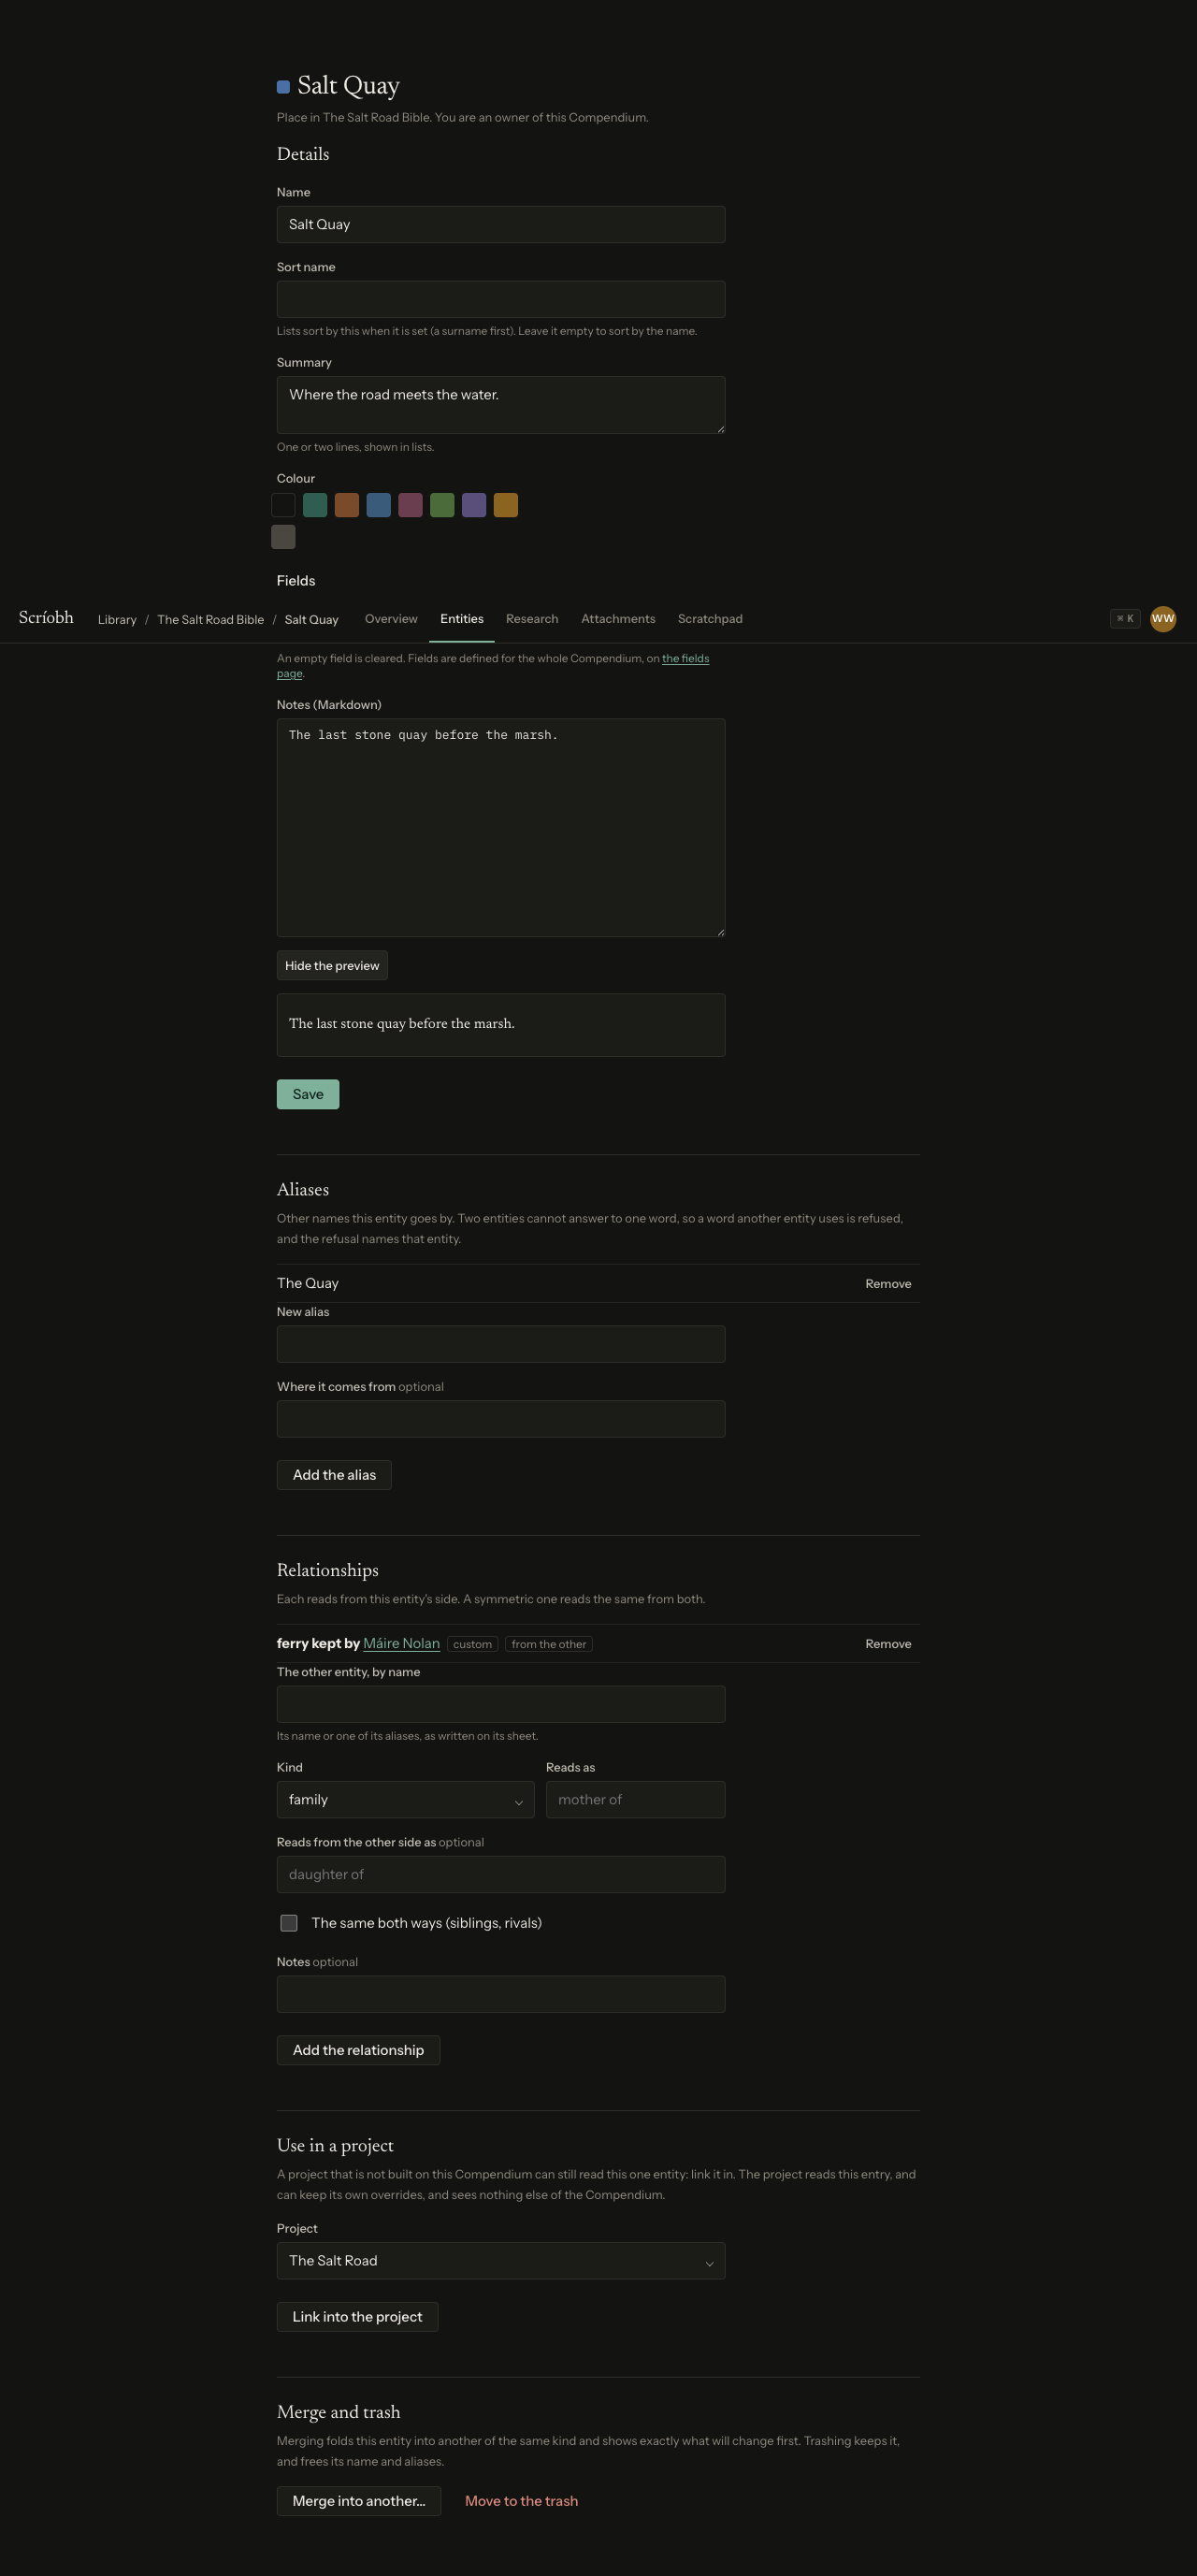 Salt Quay
Place in The Salt Road Bible. You are an owner of this Compendium.
Details
Name
Salt Quay
Sort name
Lists sort by this when it is set (a surname first). Leave it empty to sort by the name.
Summary
Where the road meets the water.
One or two lines, shown in lists.
Colour
Fields
Scríobh Library / The Salt Road Bible / Salt Quay Overview Entities Research Attachments Scratchpad ⌘ K WW
An empty field is cleared. Fields are defined for the whole Compendium, on the fields
page.
Notes (Markdown)
The last stone quay before the marsh.
Hide the preview
The last stone quay before the marsh.
Save
Aliases
Other names this entity goes by. Two entities cannot answer to one word, so a word another entity uses is refused,
and the refusal names that entity.
The Quay Remove
New alias
Where it comes from optional
Add the alias
Relationships
Each reads from this entity's side. A symmetric one reads the same from both.
ferry kept by Máire Nolan custom from the other Remove
The other entity, by name
Its name or one of its aliases, as written on its sheet.
Kind Reads as
family mother of
Reads from the other side as optional
daughter of
The same both ways (siblings, rivals)
Notes optional
Add the relationship
Use in a project
A project that is not built on this Compendium can still read this one entity: link it in. The project reads this entry, and
can keep its own overrides, and sees nothing else of the Compendium.
Project
The Salt Road
Link into the project
Merge and trash
Merging folds this entity into another of the same kind and shows exactly what will change first. Trashing keeps it,
and frees its name and aliases.
Merge into another… Move to the trash